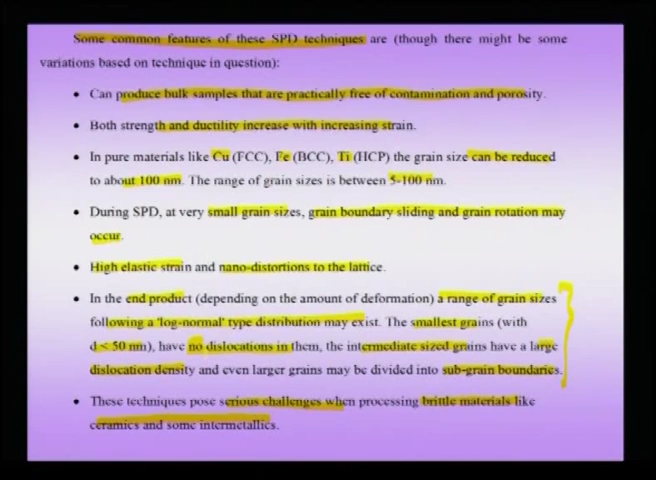 Some common features of these SPD techniques are (though there might be some
variations based on technique in question):
• Can produce bulk samples that are practically free of contamination and porosity.
• Both strength and ductility increase with increasing strain.
• In pure materials like Cu (FCC), Fe (BCC), Ti (HCP) the grain size can be reduced
to about 100 nm. The range of grain sizes is between 5-100 nm.
• During SPD, at very small grain sizes, grain boundary sliding and grain rotation may
occur.
• High elastic strain and nano-distortions to the lattice.
• In the end product (depending on the amount of deformation) a range of grain sizes
following a 'log-normal' type distribution may exist. The smallest grains (with
d < 50 nm), have no dislocations in them, the intermediate sized grains have a large
dislocation density and even larger grains may be divided into sub-grain boundaries.
• These techniques pose serious challenges when processing brittle materials like
ceramics and some intermetallics.